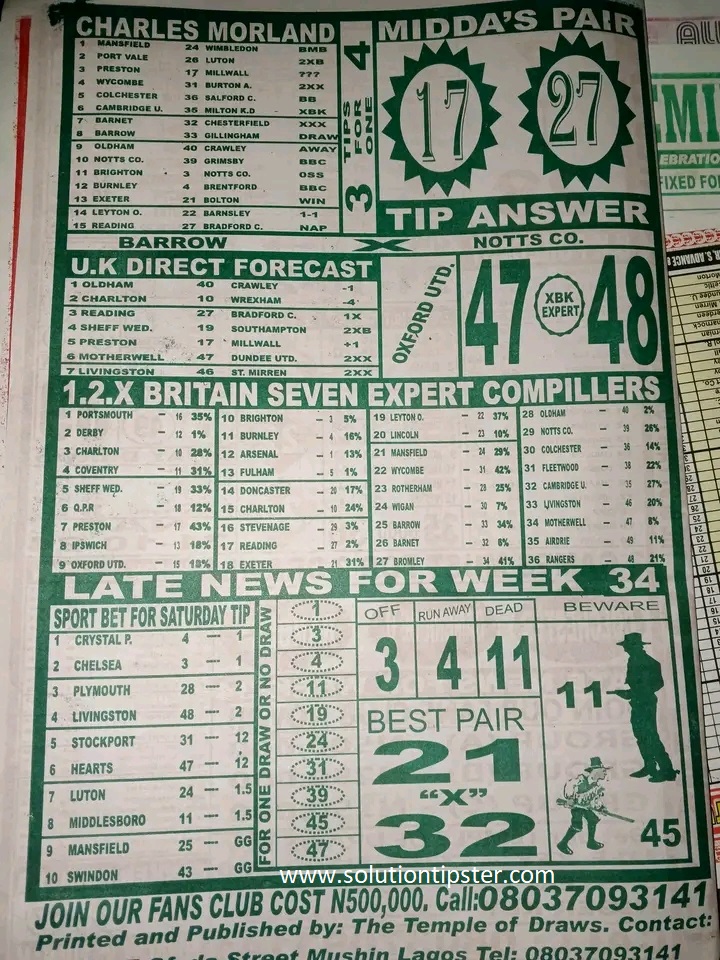 CHARLES MORLAND
1 MANSFIELD 24 WIMBLEDON BMB
2 PORT VALE 26 LUTON 2XB
3 PRESTON 17 MILLWALL ???
4 WYCOMBE 31 BURTON A. 2XX
5 COLCHESTER 36 SALFORD C. BB
6 CAMBRIDGE U. 35 MILTON K.D XBK
7 BARNET 32 CHESTERFIELD XXX
8 BARROW 33 GILLINGHAM DRAW
9 OLDHAM 40 CRAWLEY AWAY
10 NOTTS CO. 39 GRIMSBY BBC
11 BRIGHTON 3 NOTTS CO. OSS
12 BURNLEY 4 BRENTFORD BBC
13 EXETER 21 BOLTON WIN
14 LEYTON O. 22 BARNSLEY 1-1
15 READING 27 BRADFORD C. NAP
3 TIPS FOR ONE 4
MIDDA'S PAIR
17 27
TIP ANSWER
BARROW X NOTTS CO.
U.K DIRECT FORECAST
1 OLDHAM 40 CRAWLEY -1
2 CHARLTON 10 WREXHAM -4
3 READING 27 BRADFORD C. 1X
4 SHEFF WED. 19 SOUTHAMPTON 2XB
5 PRESTON 17 MILLWALL +1
6 MOTHERWELL 47 DUNDEE UTD. 2XX
7 LIVINGSTON 46 ST. MIRREN 2XX
OXFORD UTD.
47 XBK EXPERT 48
1.2.X BRITAIN SEVEN EXPERT COMPILLERS
1 PORTSMOUTH - 16 35%
2 DERBY - 12 1%
3 CHARLTON - 10 28%
4 COVENTRY - 11 31%
5 SHEFF WED. - 19 33%
6 Q.P.R - 18 12%
7 PRESTON - 17 43%
8 IPSWICH - 13 18%
9 OXFORD UTD. - 15
10 BRIGHTON - 3 5%
11 BURNLEY - 4 16%
12 ARSENAL - 1 13%
13 FULHAM - 5 1%
14 DONCASTER - 20 17%
15 CHARLTON - 10 24%
16 STEVENAGE - 29 3%
17 READING - 27 2%
18 EXETER - 21 31%
19 LEYTON O. - 22 37%
20 LINCOLN - 23 10%
21 MANSFIELD - 24 29%
22 WYCOMBE - 31 42%
23 ROTHERHAM - 28 25%
24 WIGAN - 30 7%
25 BARROW - 33 34%
26 BARNET - 32 6%
27 BROMLEY - 34 41%
28 OLDHAM - 40 2%
29 NOTTS CO. - 39 26%
30 COLCHESTER - 36 14%
31 FLEETWOOD - 38 22%
32 CAMBRIDGE U. - 35 27%
33 LIVINGSTON - 46 20%
34 MOTHERWELL - 47 8%
35 AIRDRIE - 49 11%
36 RANGERS - 48 21%
LATE NEWS FOR WEEK 34
SPORT BET FOR SATURDAY TIP
1 CRYSTAL P. 4 --- 1
2 CHELSEA 3 --- 1
3 PLYMOUTH 28 --- 2
4 LIVINGSTON 48 --- 2
5 STOCKPORT 31 --- 12
6 HEARTS 47 --- 12
7 LUTON 24 --- 1.5
8 MIDDLESBORO 11 --- 1.5
9 MANSFIELD 25 --- GG
10 SWINDON 43 --- GG
FOR ONE DRAW OR NO DRAW
1
3
4
11
19
24
31
39
45
47
OFF RUN AWAY DEAD
3 4 11
BEST PAIR
21
"X"
32
BEWARE
11
45
www.solutiontipster.com
JOIN OUR FANS CLUB COST N500,000. Call:08037093141
Printed and Published by: The Temple of Draws. Contact:
Street Mushin Lagos Tel: 08037093141